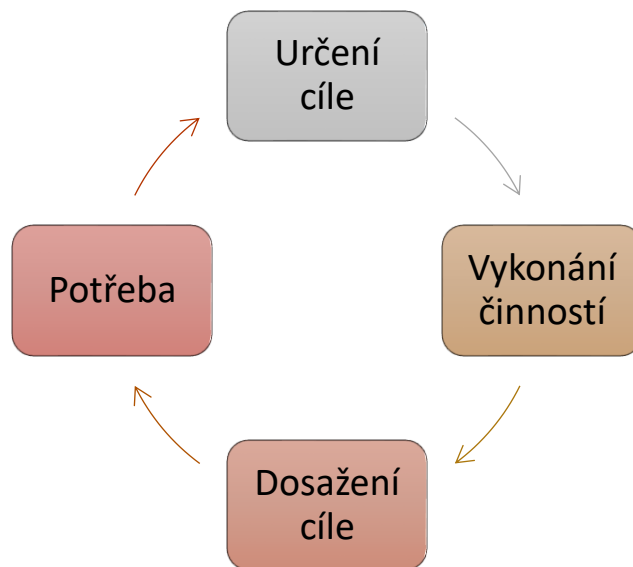 Určení
cíle
Vykonání
činností
Dosažení
cíle
Potřeba